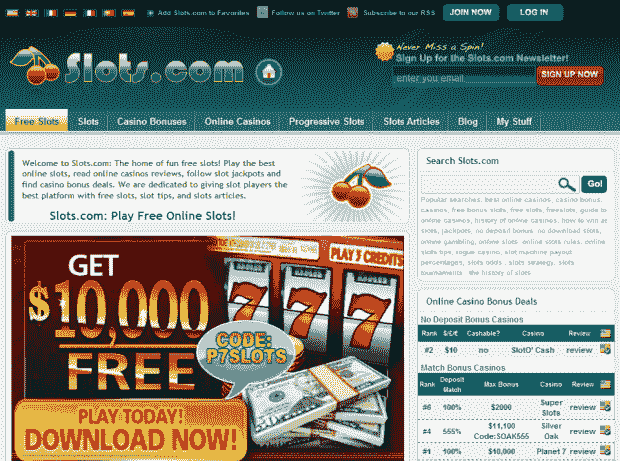 Add Slots.com to Favorites
Follow us on Twitter
Subscribe to our RSS
JOIN NOW
LOG IN
Slots.com
Never Miss a Spin!
Sign Up for the Slots.com Newsletter!
enter you email
SIGN UP NOW
Free Slots
Slots
Casino Bonuses
Online Casinos
Progressive Slots
Slots Articles
Blog
My Stuff
Welcome to Slots.com: The home of fun free slots! Play the best
online slots, read online casinos reviews, follow slot jackpots and
find casino bonus deals. We are dedicated to giving slot players the
best platform with free slots, slot tips, and slots articles.
Slots.com: Play Free Online Slots!
Search Slots.com
Go!
Popular searches: best online casinos, casino bonus,
casinos, free bonus slots, free slots, freeslots, guide to
online casinos, history of online casinos, how to win at
slots, jackpots, no deposit bonus, no download slots,
online gambling, online slots, online slots rules, online
slots tips, rogue casino, slot machine payout
percentages, slots odds, slots strategy, slots
tournaments, the history of slots
GET
$10,000
FREE
PLAY 3 CREDITS
7 7 7
CODE:
P7SLOTS
PLAY TODAY!
DOWNLOAD NOW!
Online Casino Bonus Deals
No Deposit Bonus Casinos
Rank $/£/€ Cashable? Casino Review
#2 $10 no SlotO' Cash review
Match Bonus Casinos
Rank Deposit Match Max Bonus Casino Review
#6 100% $2000 Super Slots review
#4 555% $11,100 Code:SOAK555 Silver Oak review
#1 100% $10,000 Planet 7 review